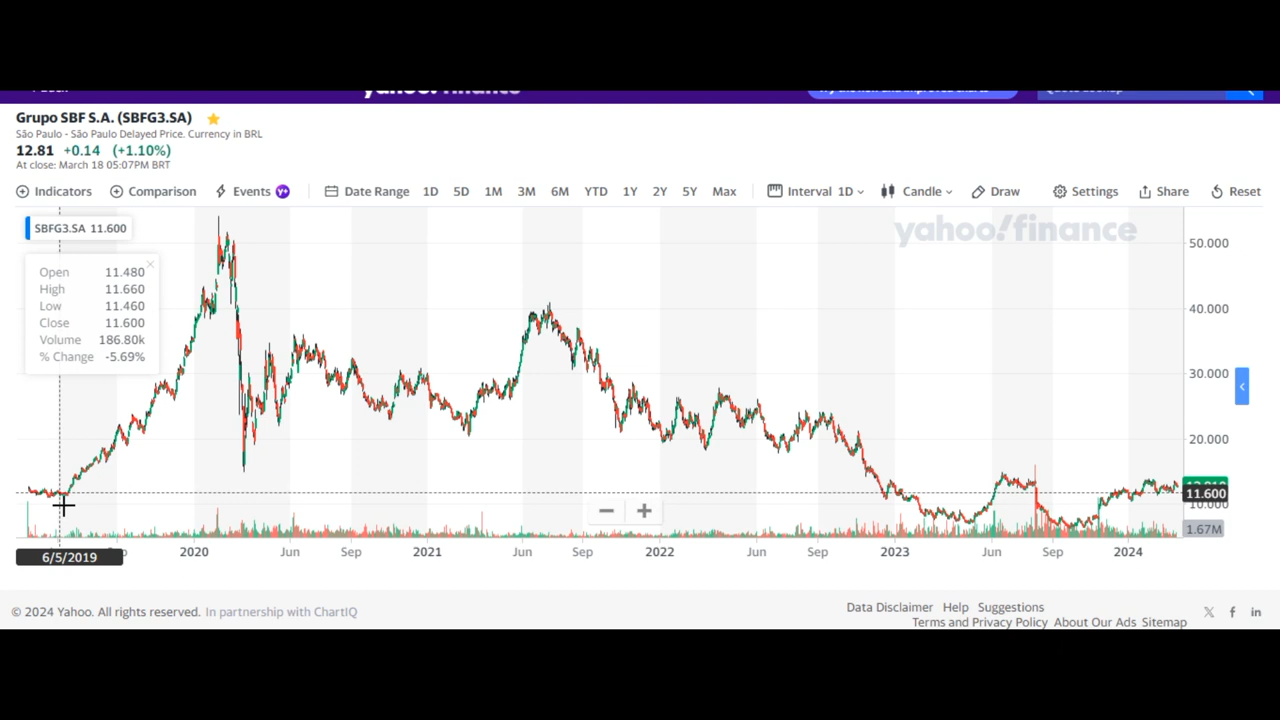 yahoo! finance
Grupo SBF S.A. (SBFG3.SA)
São Paulo - São Paulo Delayed Price. Currency in BRL
12.81 +0.14 (+1.10%)
At close: March 18 05:07PM BRT
Indicators Comparison Events Y+ Date Range 1D 5D 1M 3M 6M YTD 1Y 2Y 5Y Max Interval 1D Candle Draw Settings Share Reset
SBFG3.SA 11.600
yahoo!finance
50.000
Open 11.480
High 11.660
Low 11.460
Close 11.600
Volume 186.80k
% Change -5.69%
40.000
30.000
20.000
11.600
10.000
1.67M
6/5/2019 2020 Jun Sep 2021 Jun Sep 2022 Jun Sep 2023 Jun Sep 2024
© 2024 Yahoo. All rights reserved. In partnership with ChartIQ
Data Disclaimer Help Suggestions
Terms and Privacy Policy About Our Ads Sitemap